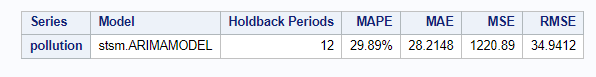 Series Model Holdback Periods MAPE MAE MSE RMSE
pollution stsm.ARIMAMODEL 12 29.89% 28.2148 1220.89 34.9412